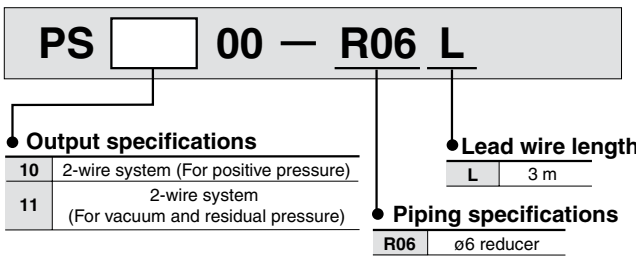 PS 00 — R06 L
● Output specifications
10 2-wire system (For positive pressure)
11 2-wire system
(For vacuum and residual pressure)
● Lead wire length
L 3 m
● Piping specifications
R06 ø6 reducer